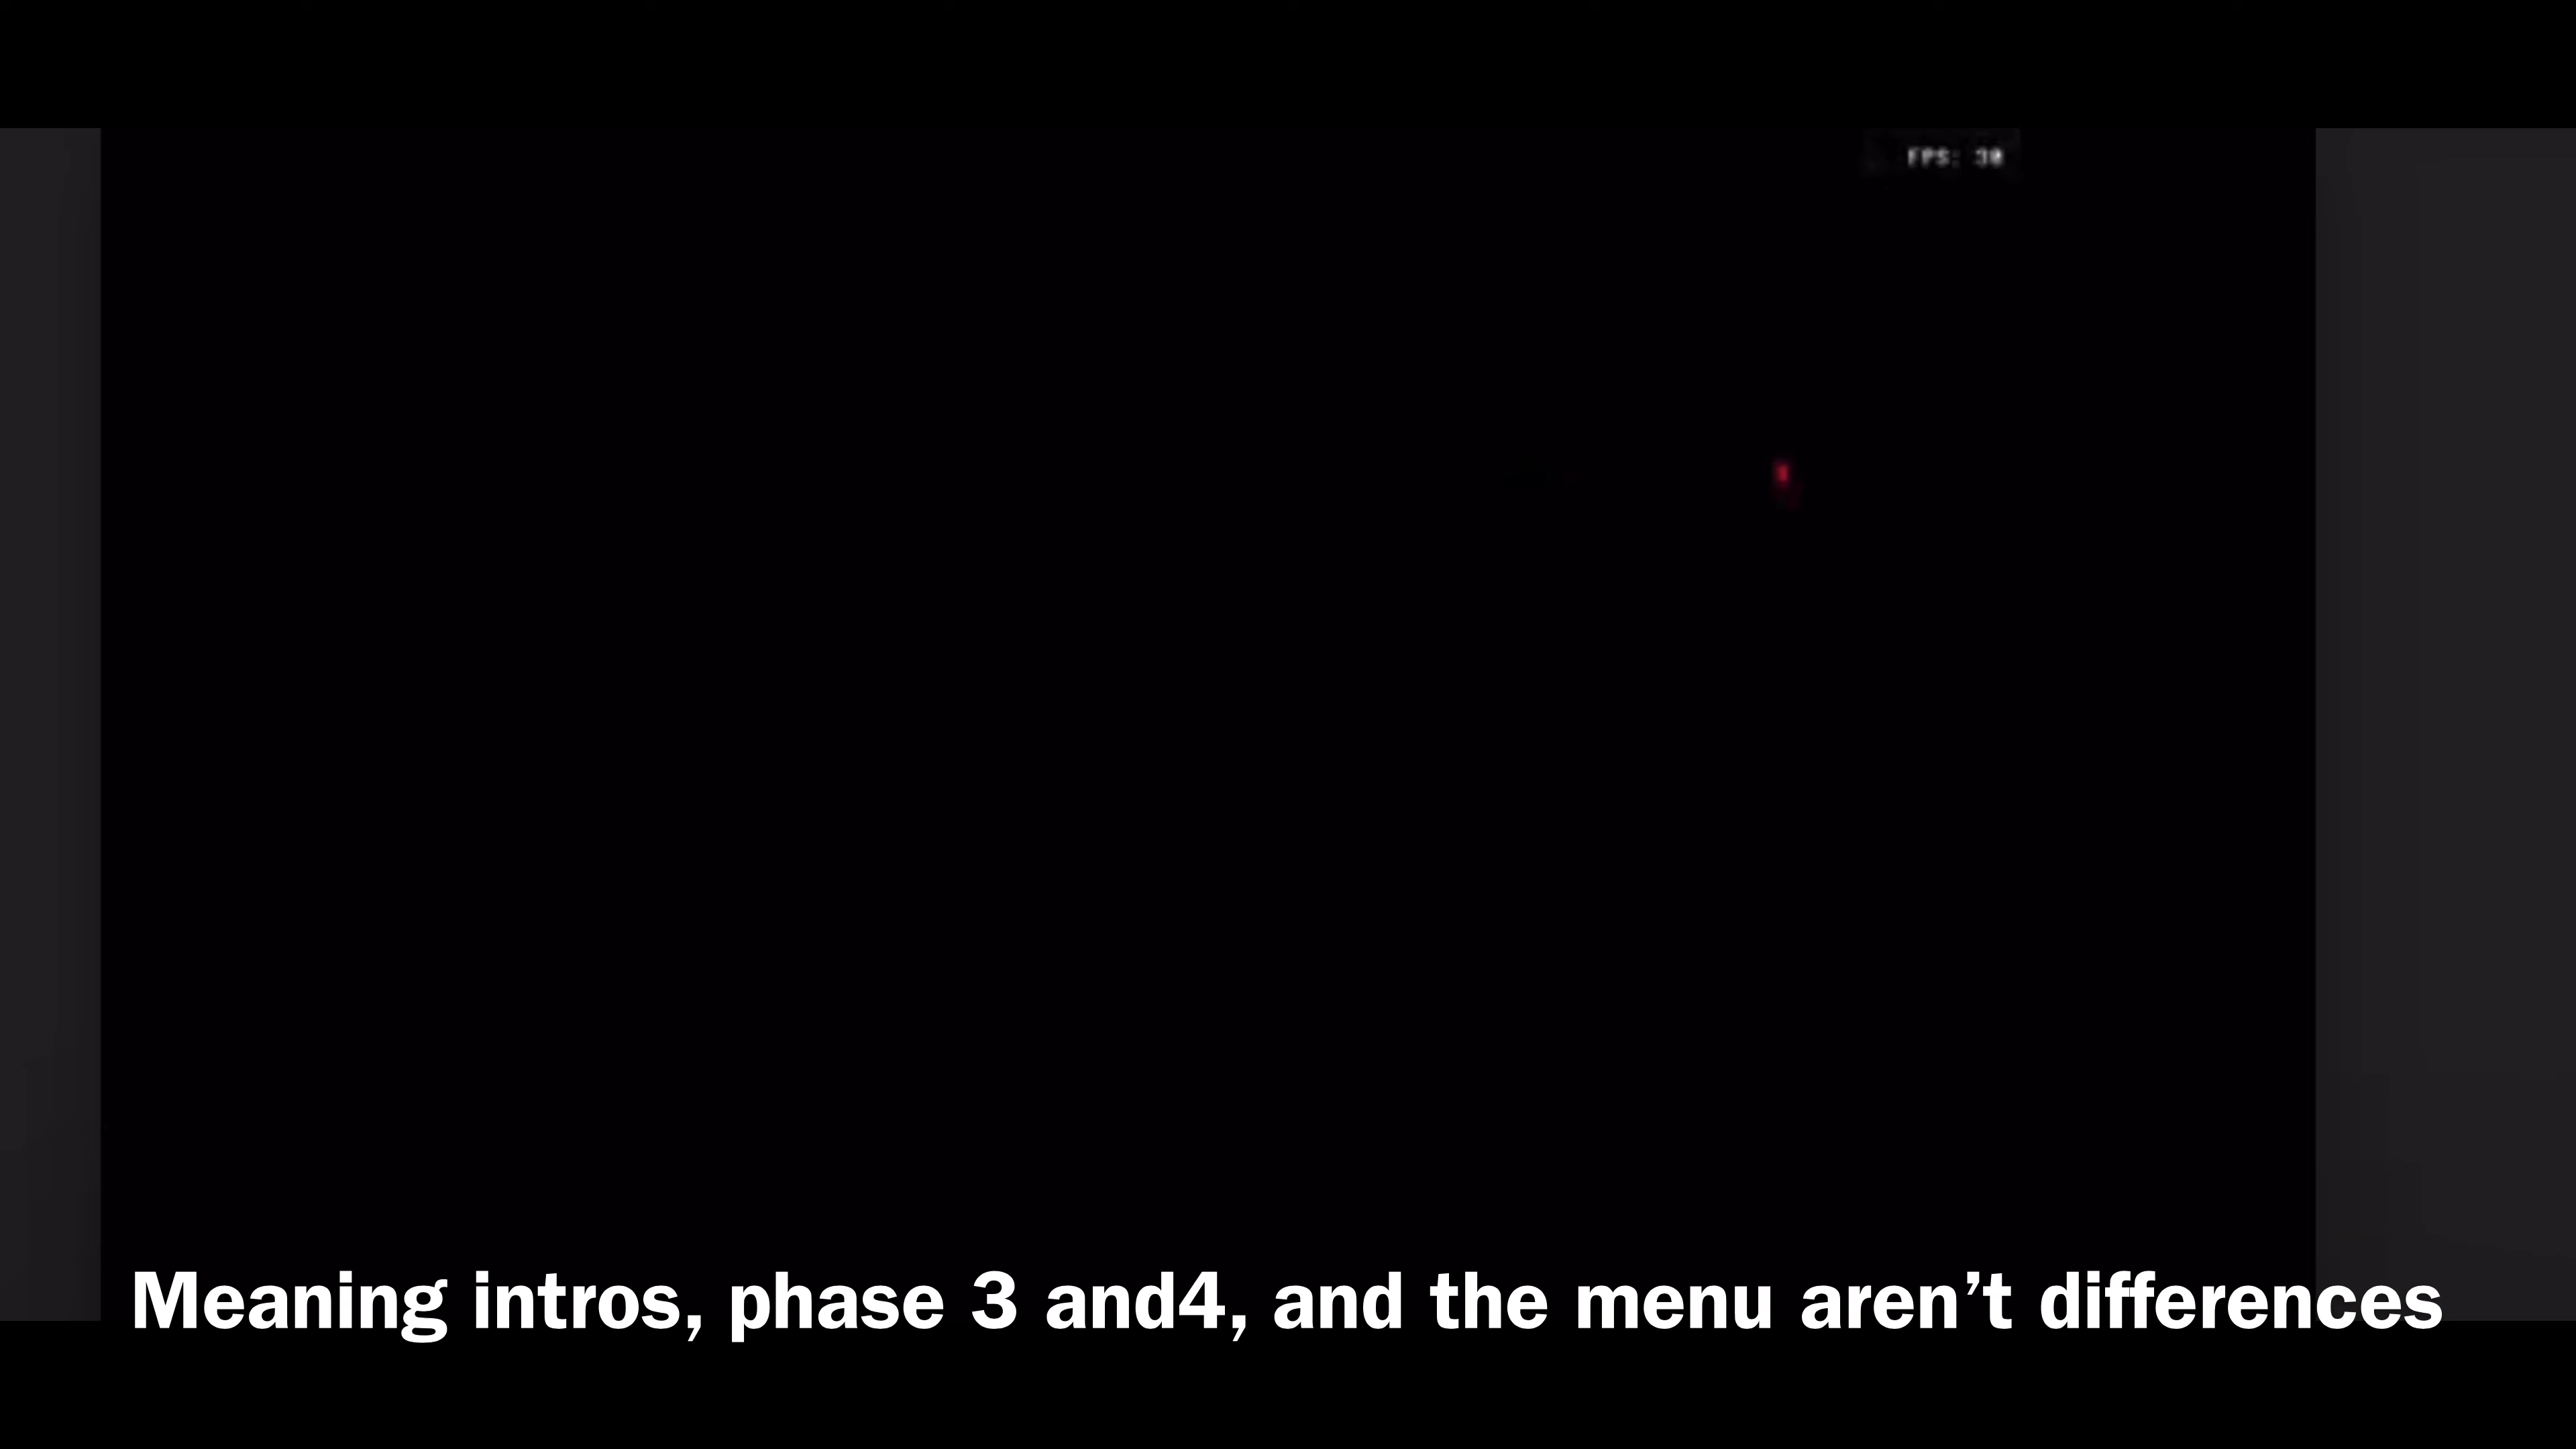 FPS: 30
Meaning intros, phase 3 and4, and the menu aren’t differences